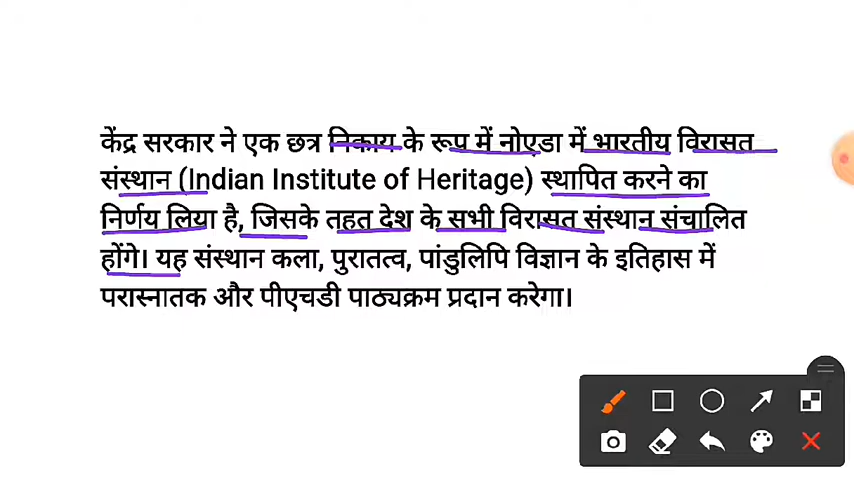 केंद्र सरकार ने एक छत्र निकाय के रूप में नोएडा में भारतीय विरासत
संस्थान (Indian Institute of Heritage) स्थापित करने का
निर्णय लिया है, जिसके तहत देश के सभी विरासत संस्थान संचालित
होंगे। यह संस्थान कला, पुरातत्व, पांडुलिपि विज्ञान के इतिहास में
परास्नातक और पीएचडी पाठ्यक्रम प्रदान करेगा।